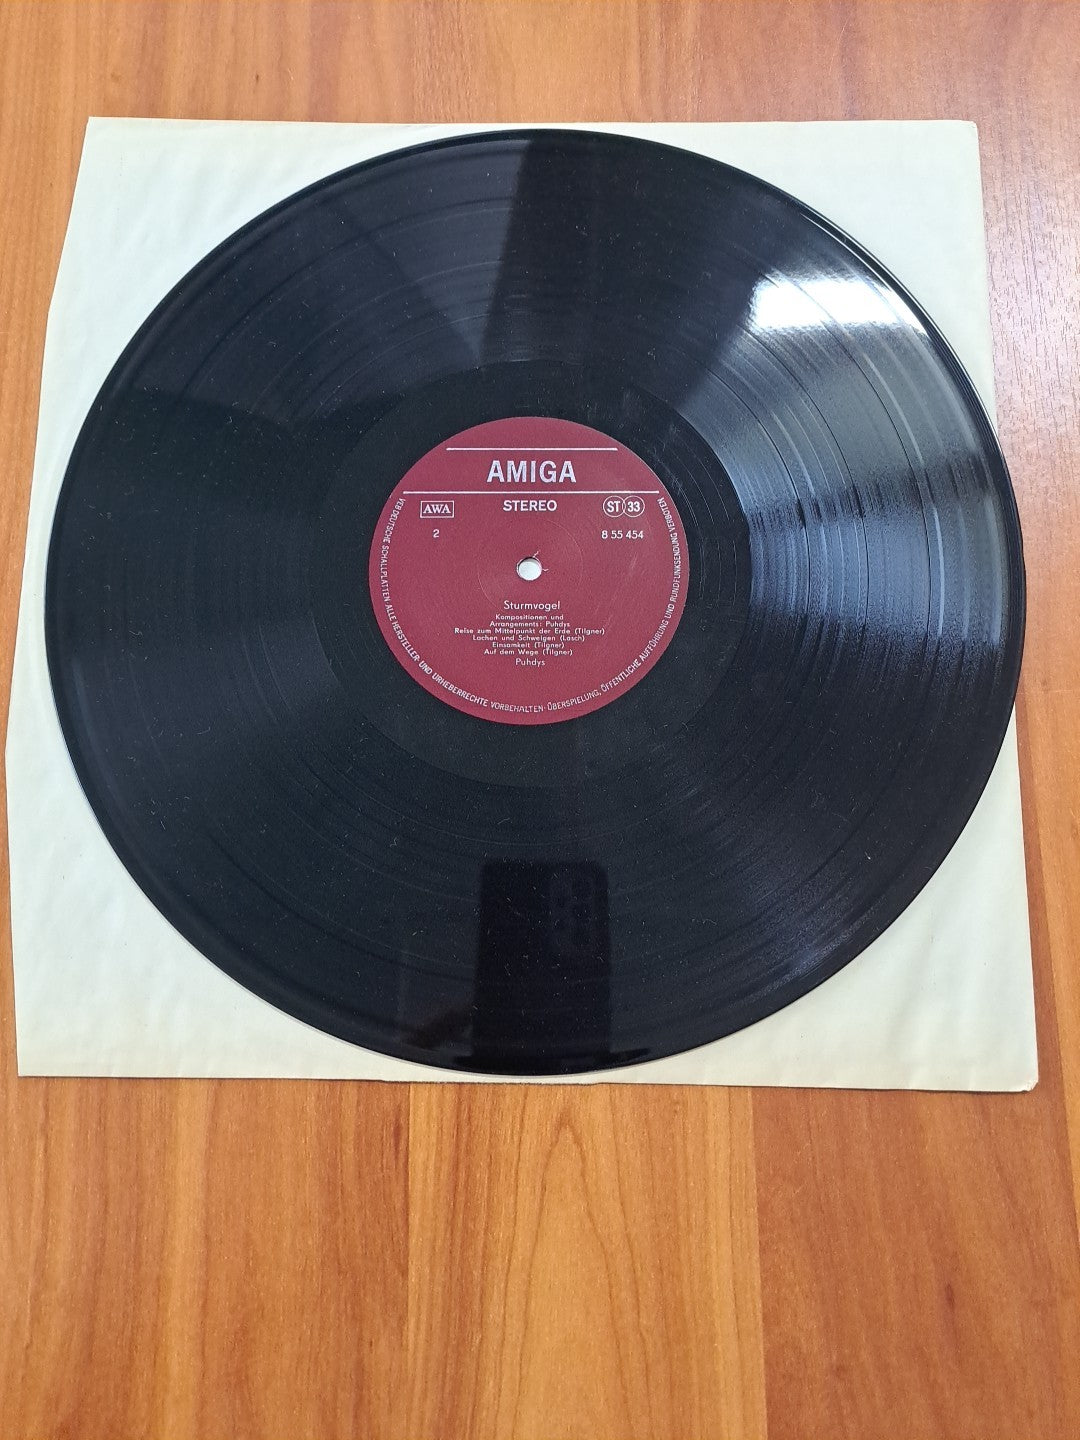 AMIGA
AWA
STEREO
ST 33
2
8 55 454
Sturmvogel
Kompositionen und
Arrangements: Puhdys
Reise zum Mittelpunkt der Erde (Tilgner)
Lachen und Schweigen (Lasch)
Einsamkeit (Tilgner)
Auf dem Wege (Tilgner)
Puhdys
VEB DEUTSCHE SCHALLPLATTEN ALLE HERSTELLER- UND URHEBERRECHTE VORBEHALTEN· ÜBERSPIELUNG, ÖFFENTLICHE AUFFÜHRUNG UND RUNDFUNKSENDUNG VERBOTEN